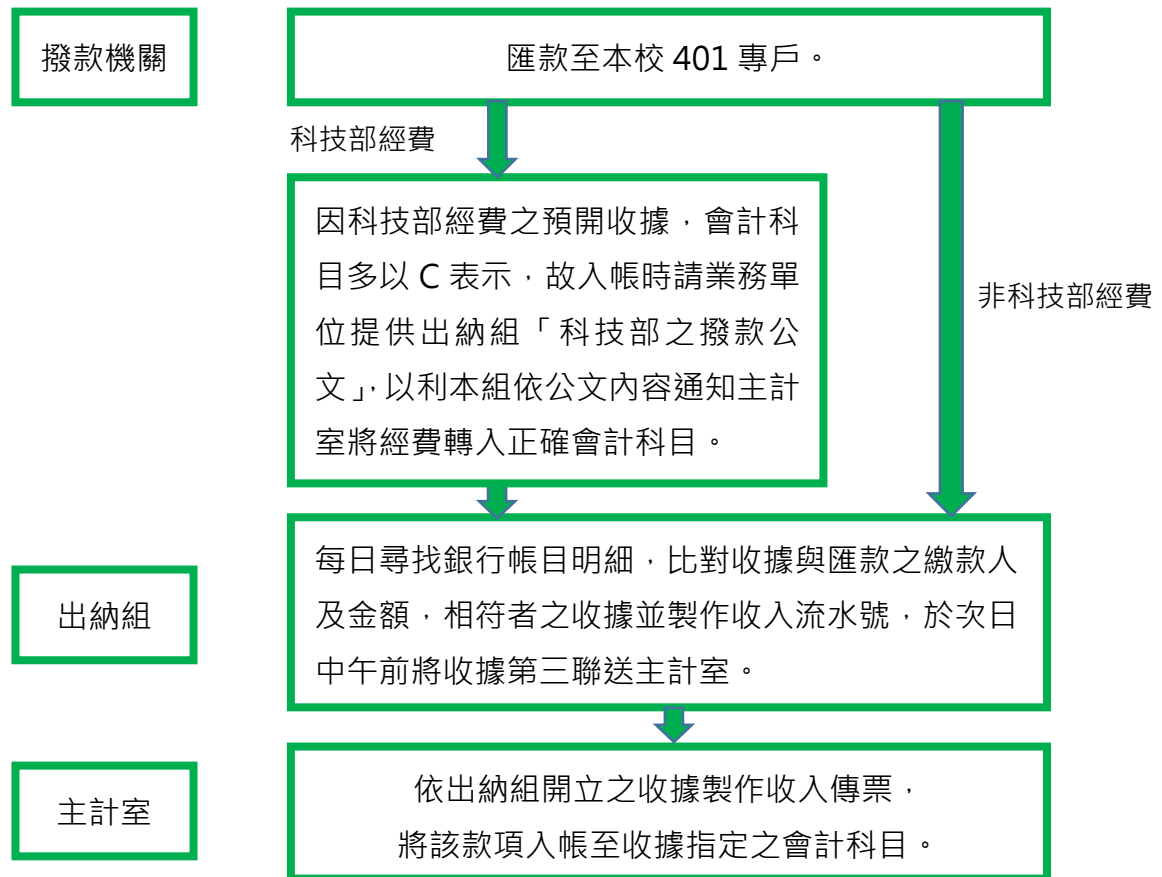 撥款機關
匯款至本校 401 專戶。
科技部經費
因科技部經費之預開收據，會計科
目多以 C 表示，故入帳時請業務單
位提供出納組「科技部之撥款公
文」，以利本組依公文內容通知主計
室將經費轉入正確會計科目。
非科技部經費
出納組
每日尋找銀行帳目明細，比對收據與匯款之繳款人
及金額，相符者之收據並製作收入流水號，於次日
中午前將收據第三聯送主計室。
主計室
依出納組開立之收據製作收入傳票，
將該款項入帳至收據指定之會計科目。